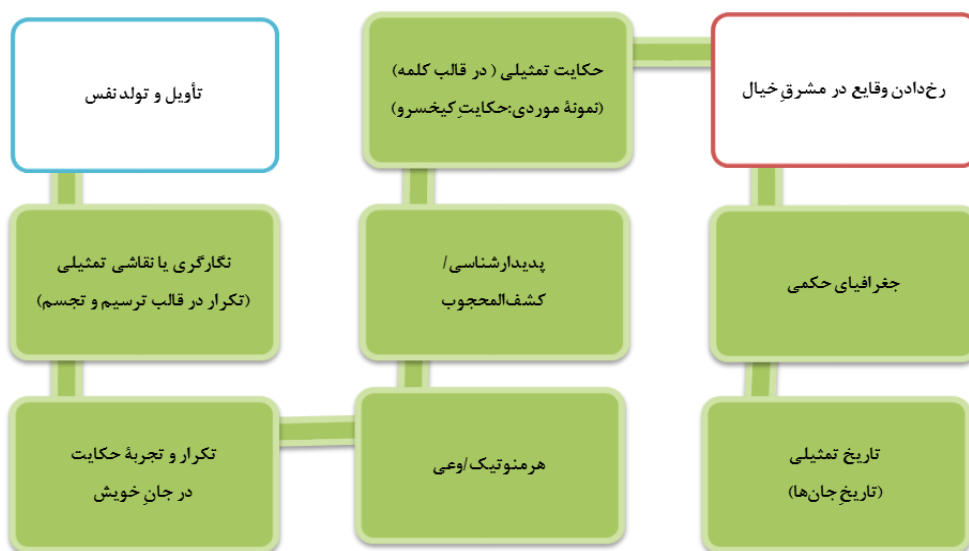 رخ‌دادن وقایع در مشرقِ خیال
حکایت تمثیلی ( در قالب کلمه)
(نمونهٔ موردی:حکایتِ کیخسرو)
تأویل و تولد نفس
جغرافیای حکمی
پدیدارشناسی/
کشف‌المحجوب
نگارگری یا نقاشی تمثیلی
(تکرار در قالب ترسیم و تجسم)
تاریخ تمثیلی
(تاریخِ جان‌ها)
هرمنوتیک/وعی
تکرار و تجربهٔ حکایت
در جانِ خویش